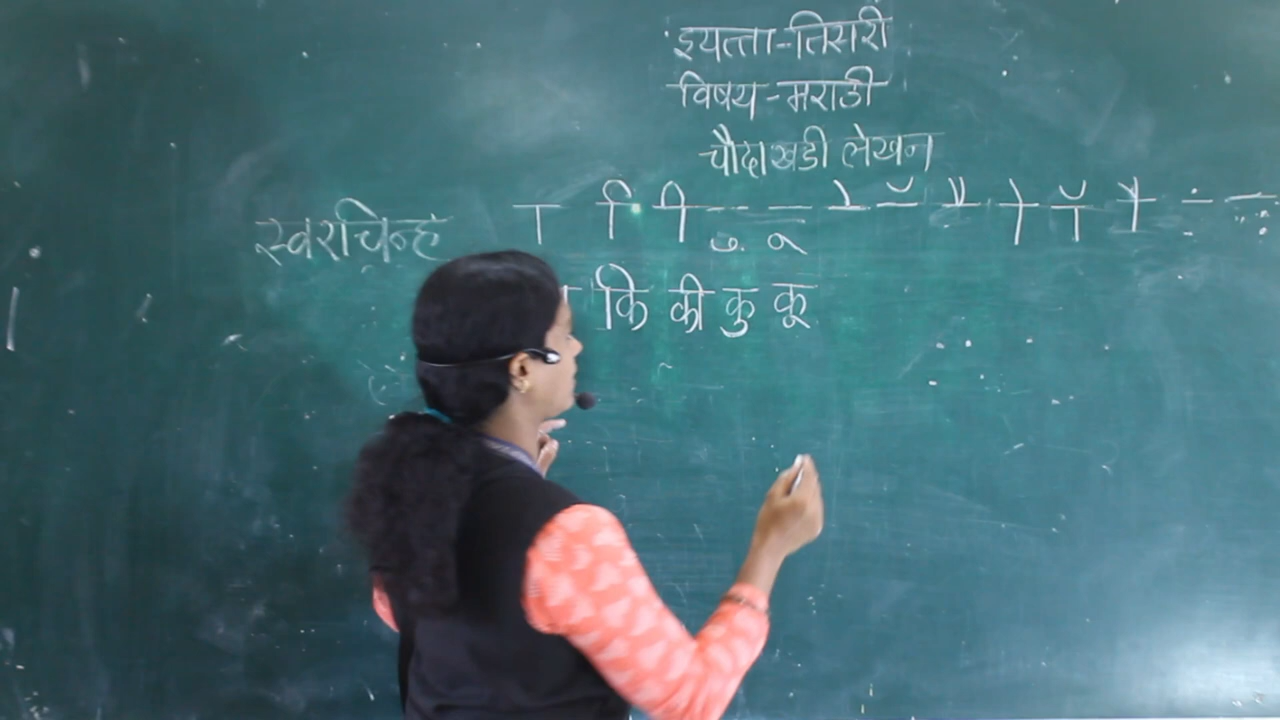 इयत्ता-तिसरी
विषय-मराठी
चौदाखडी लेखन
स्वरचिन्ह ा ि ी ु ू े ॅ ै ो ॉ ौ ं ः
कि की कु कू